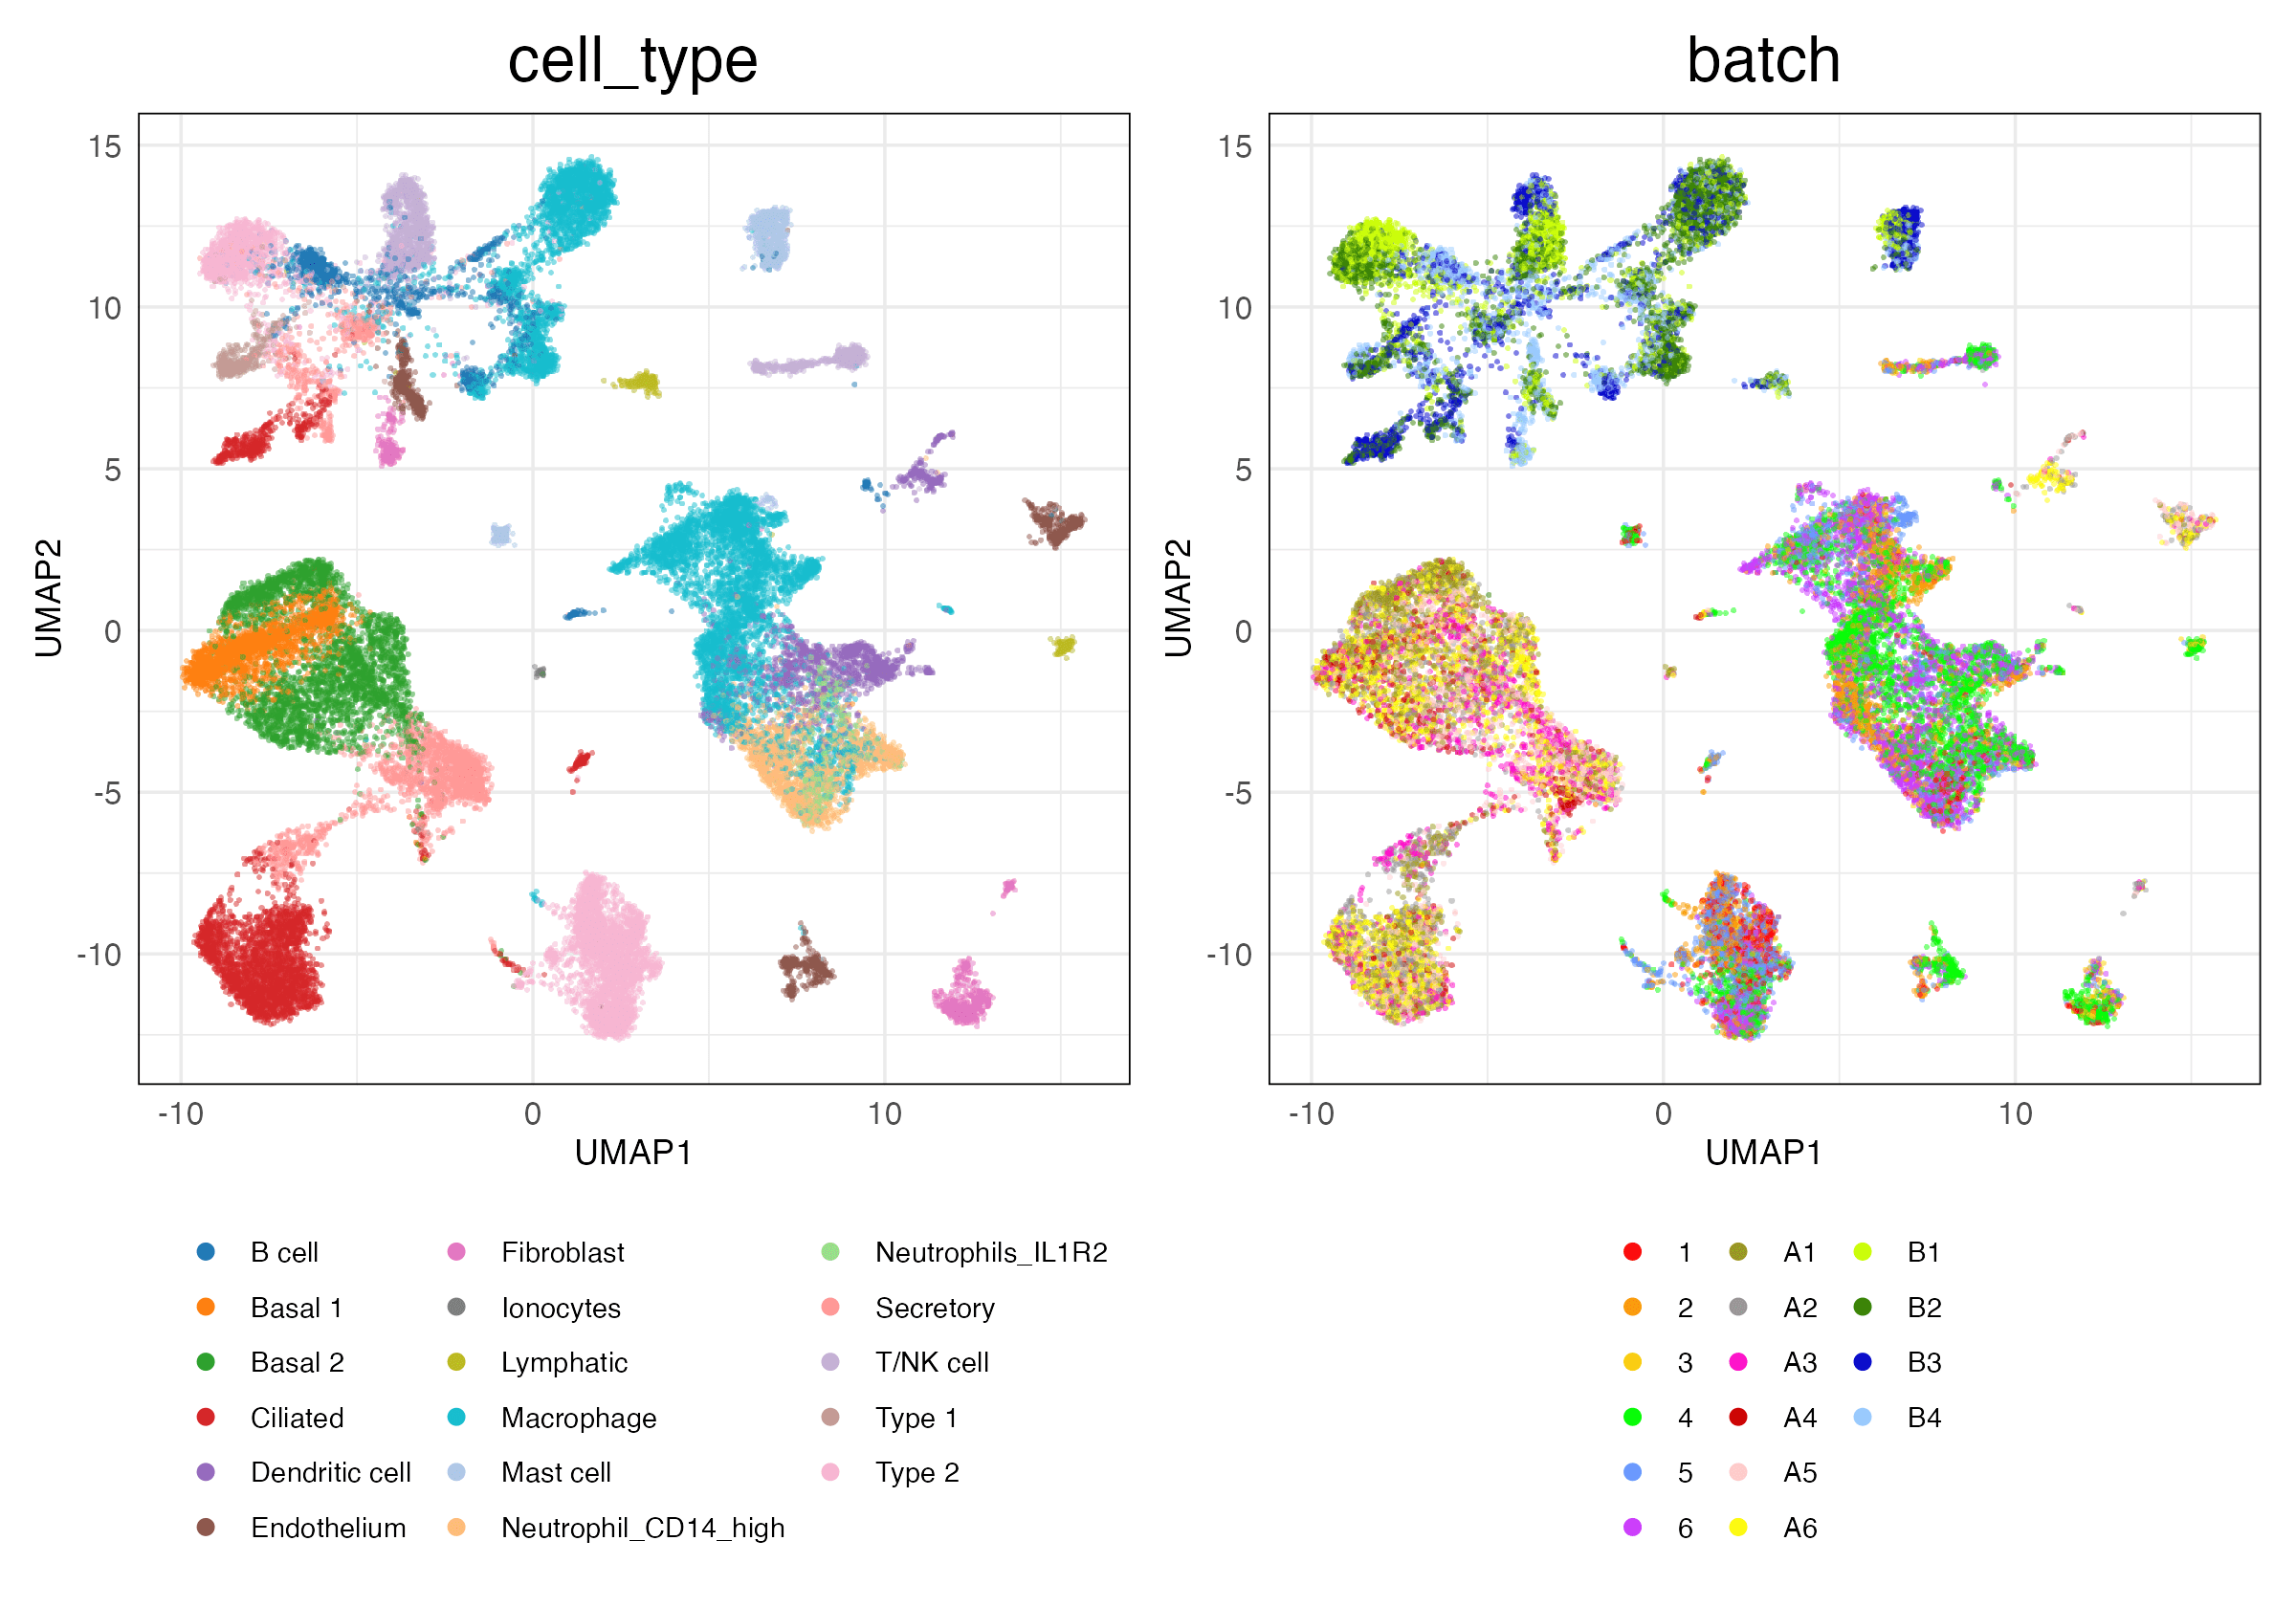 cell_type
batch
15
10
5
0
-5
-10
UMAP2
-10 0 10
UMAP1
15
10
5
0
-5
-10
UMAP2
-10 0 10
UMAP1
B cell Fibroblast Neutrophils_IL1R2
Basal 1 Ionocytes Secretory
Basal 2 Lymphatic T/NK cell
Ciliated Macrophage Type 1
Dendritic cell Mast cell Type 2
Endothelium Neutrophil_CD14_high
1 A1 B1
2 A2 B2
3 A3 B3
4 A4 B4
5 A5
6 A6